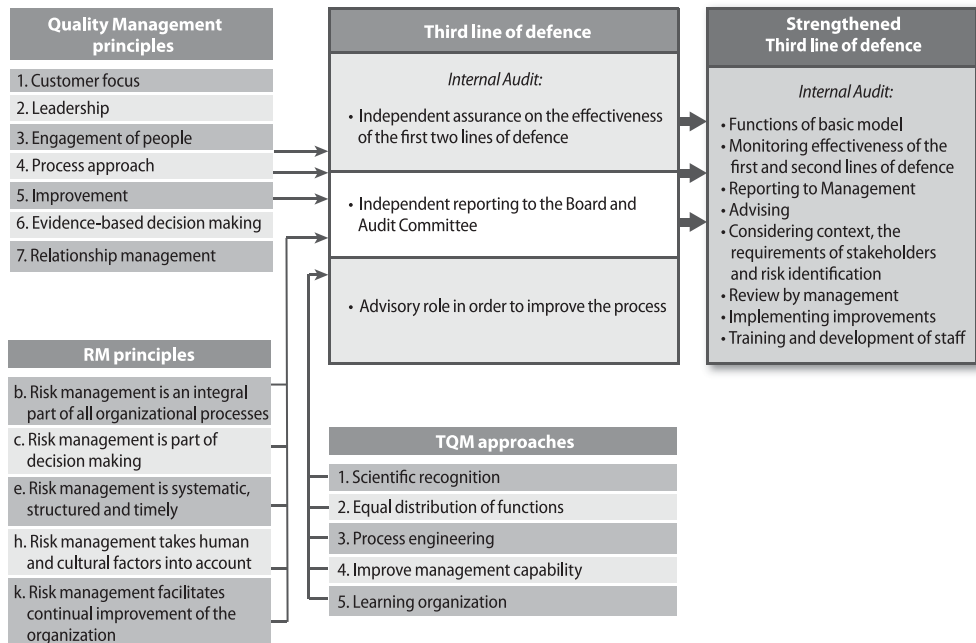 Quality Management
principles
1. Customer focus
2. Leadership
3. Engagement of people
4. Process approach
5. Improvement
6. Evidence-based decision making
7. Relationship management
RM principles
b. Risk management is an integral
part of all organizational processes
c. Risk management is part of
decision making
e. Risk management is systematic,
structured and timely
h. Risk management takes human
and cultural factors into account
k. Risk management facilitates
continual improvement of the
organization
Third line of defence
Internal Audit:
• Independent assurance on the effectiveness
of the first two lines of defence
• Independent reporting to the Board and
Audit Committee
• Advisory role in order to improve the process
TQM approaches
1. Scientific recognition
2. Equal distribution of functions
3. Process engineering
4. Improve management capability
5. Learning organization
Strengthened
Third line of defence
Internal Audit:
• Functions of basic model
• Monitoring effectiveness of the
first and second lines of defence
• Reporting to Management
• Advising
• Considering context, the
requirements of stakeholders
and risk identification
• Review by management
• Implementing improvements
• Training and development of staff